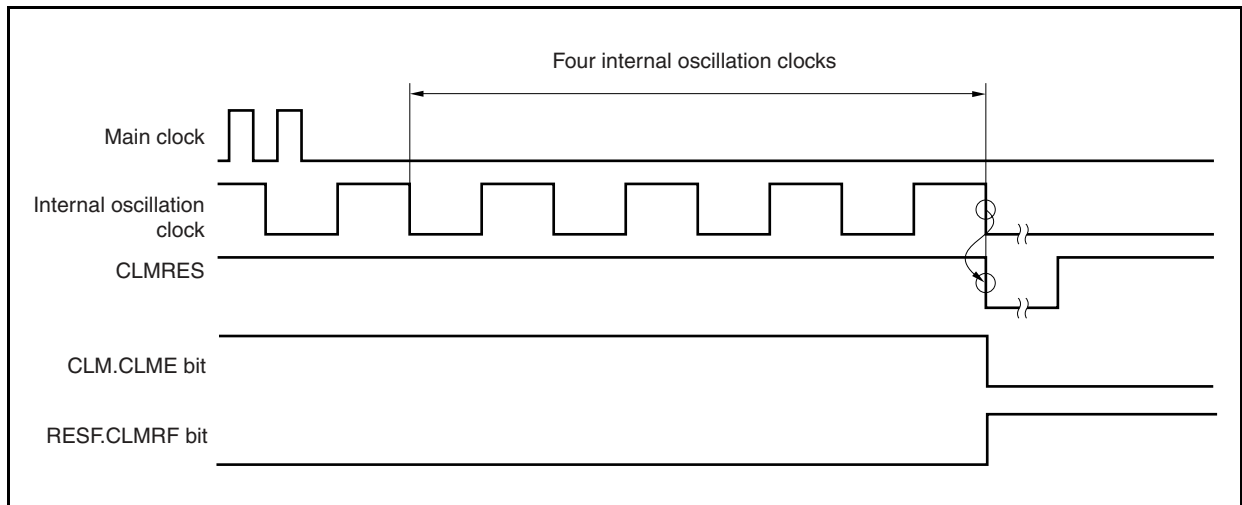 Four internal oscillation clocks
Main clock
Internal oscillation
clock
CLMRES
CLM.CLME bit
RESF.CLMRF bit